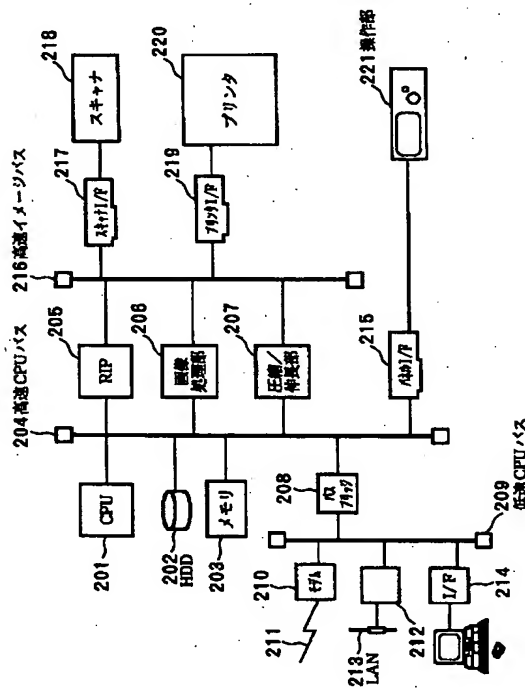 218
スキャナ
220
プリンタ
221 操作部
217
スキャナI/F
219
プリンタI/F
216 高速イメージバス
205
RIP
206
画像
処理部
207
圧縮/
伸長部
215
パネルI/F
204 高速CPUバス
CPU
201
202
HDD
メモリ
203
208
バス
ブリッジ
209
低速CPUバス
210
モデム
211
212
213
LAN
I/F
214